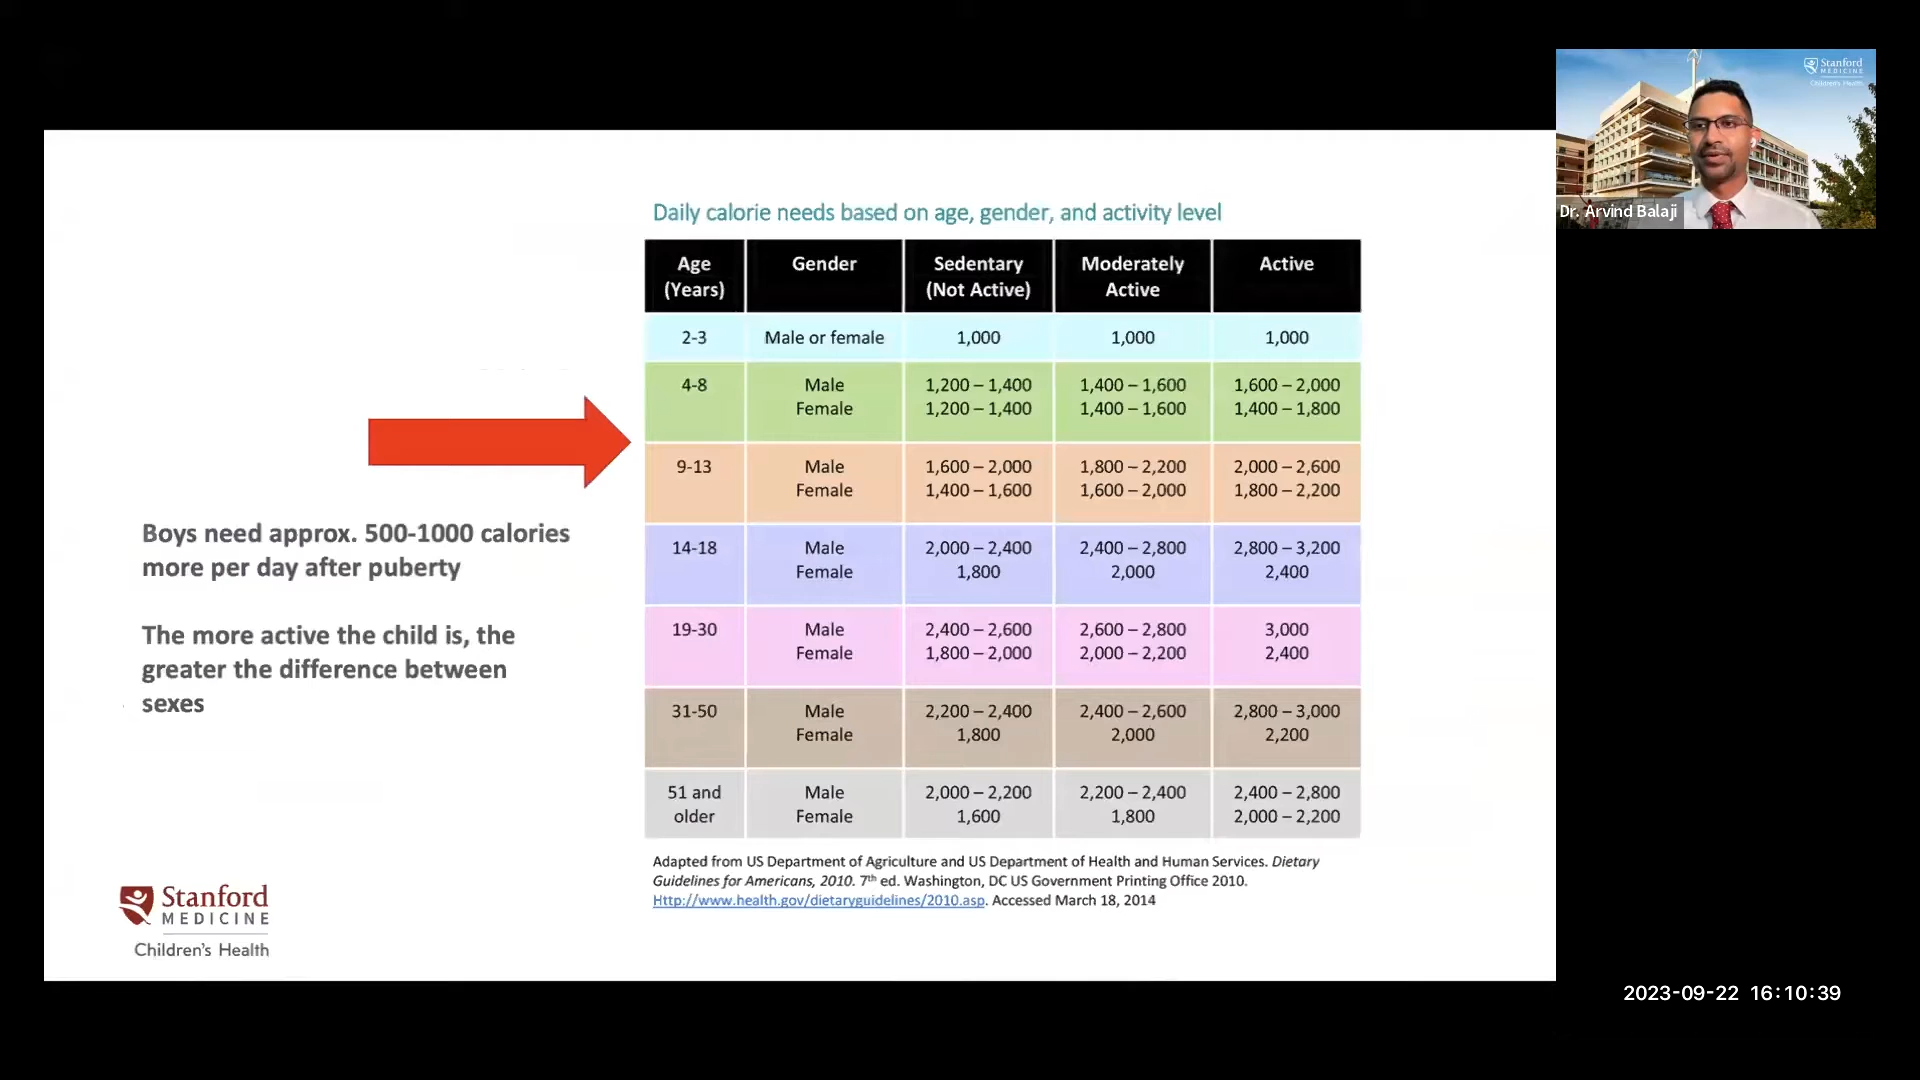 Stanford
MEDICINE
Children's Health
Dr. Arvind Balaji
Daily calorie needs based on age, gender, and activity level
Age (Years) Gender Sedentary (Not Active) Moderately Active Active
2-3 Male or female 1,000 1,000 1,000
4-8 Male 1,200 – 1,400 1,400 – 1,600 1,600 – 2,000
Female 1,200 – 1,400 1,400 – 1,600 1,400 – 1,800
9-13 Male 1,600 – 2,000 1,800 – 2,200 2,000 – 2,600
Female 1,400 – 1,600 1,600 – 2,000 1,800 – 2,200
14-18 Male 2,000 – 2,400 2,400 – 2,800 2,800 – 3,200
Female 1,800 2,000 2,400
19-30 Male 2,400 – 2,600 2,600 – 2,800 3,000
Female 1,800 – 2,000 2,000 – 2,200 2,400
31-50 Male 2,200 – 2,400 2,400 – 2,600 2,800 – 3,000
Female 1,800 2,000 2,200
51 and Male 2,000 – 2,200 2,200 – 2,400 2,400 – 2,800
older Female 1,600 1,800 2,000 – 2,200
Boys need approx. 500-1000 calories
more per day after puberty
The more active the child is, the
greater the difference between
sexes
Adapted from US Department of Agriculture and US Department of Health and Human Services. Dietary
Guidelines for Americans, 2010. 7th ed. Washington, DC US Government Printing Office 2010.
Http://www.health.gov/dietaryguidelines/2010.asp. Accessed March 18, 2014
Stanford
MEDICINE
Children's Health
2023-09-22 16:10:39